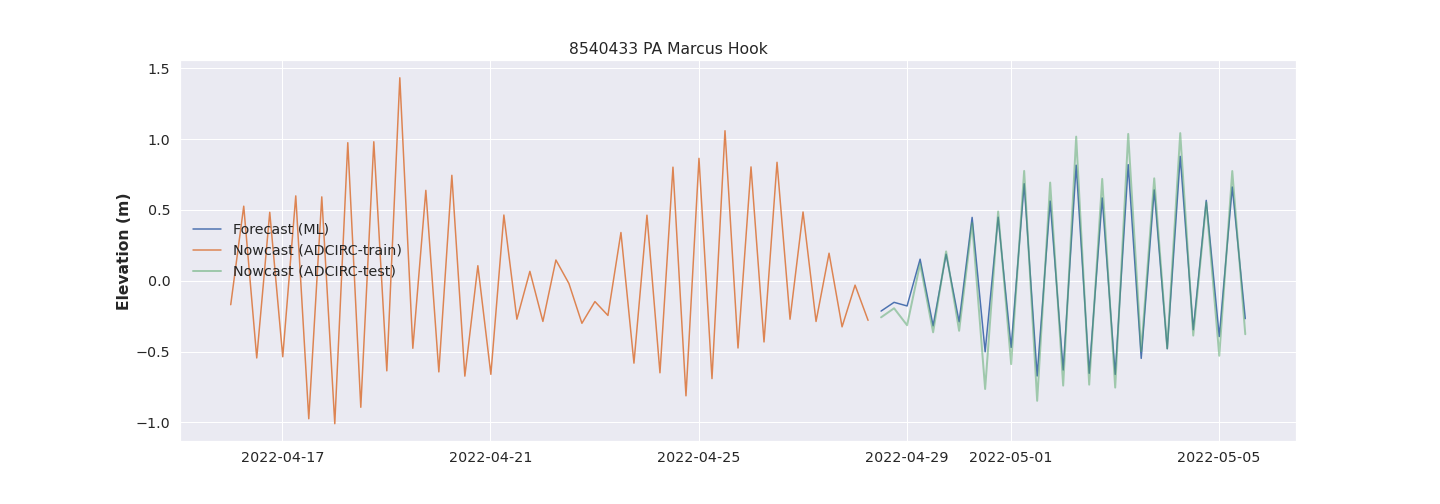 8540433 PA Marcus Hook
Elevation (m)
1.5
1.0
0.5
0.0
−0.5
−1.0
Forecast (ML)
Nowcast (ADCIRC-train)
Nowcast (ADCIRC-test)
2022-04-17 2022-04-21 2022-04-25 2022-04-29 2022-05-01 2022-05-05